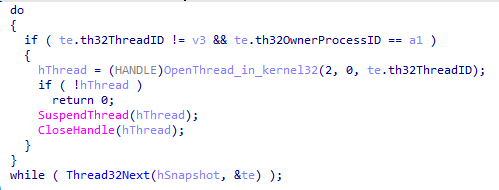 do
{
if ( te.th32ThreadID != v3 && te.th32OwnerProcessID == a1 )
{
hThread = (HANDLE)OpenThread_in_kernel32(2, 0, te.th32ThreadID);
if ( !hThread )
return 0;
SuspendThread(hThread);
CloseHandle(hThread);
}
}
while ( Thread32Next(hSnapshot, &te) );